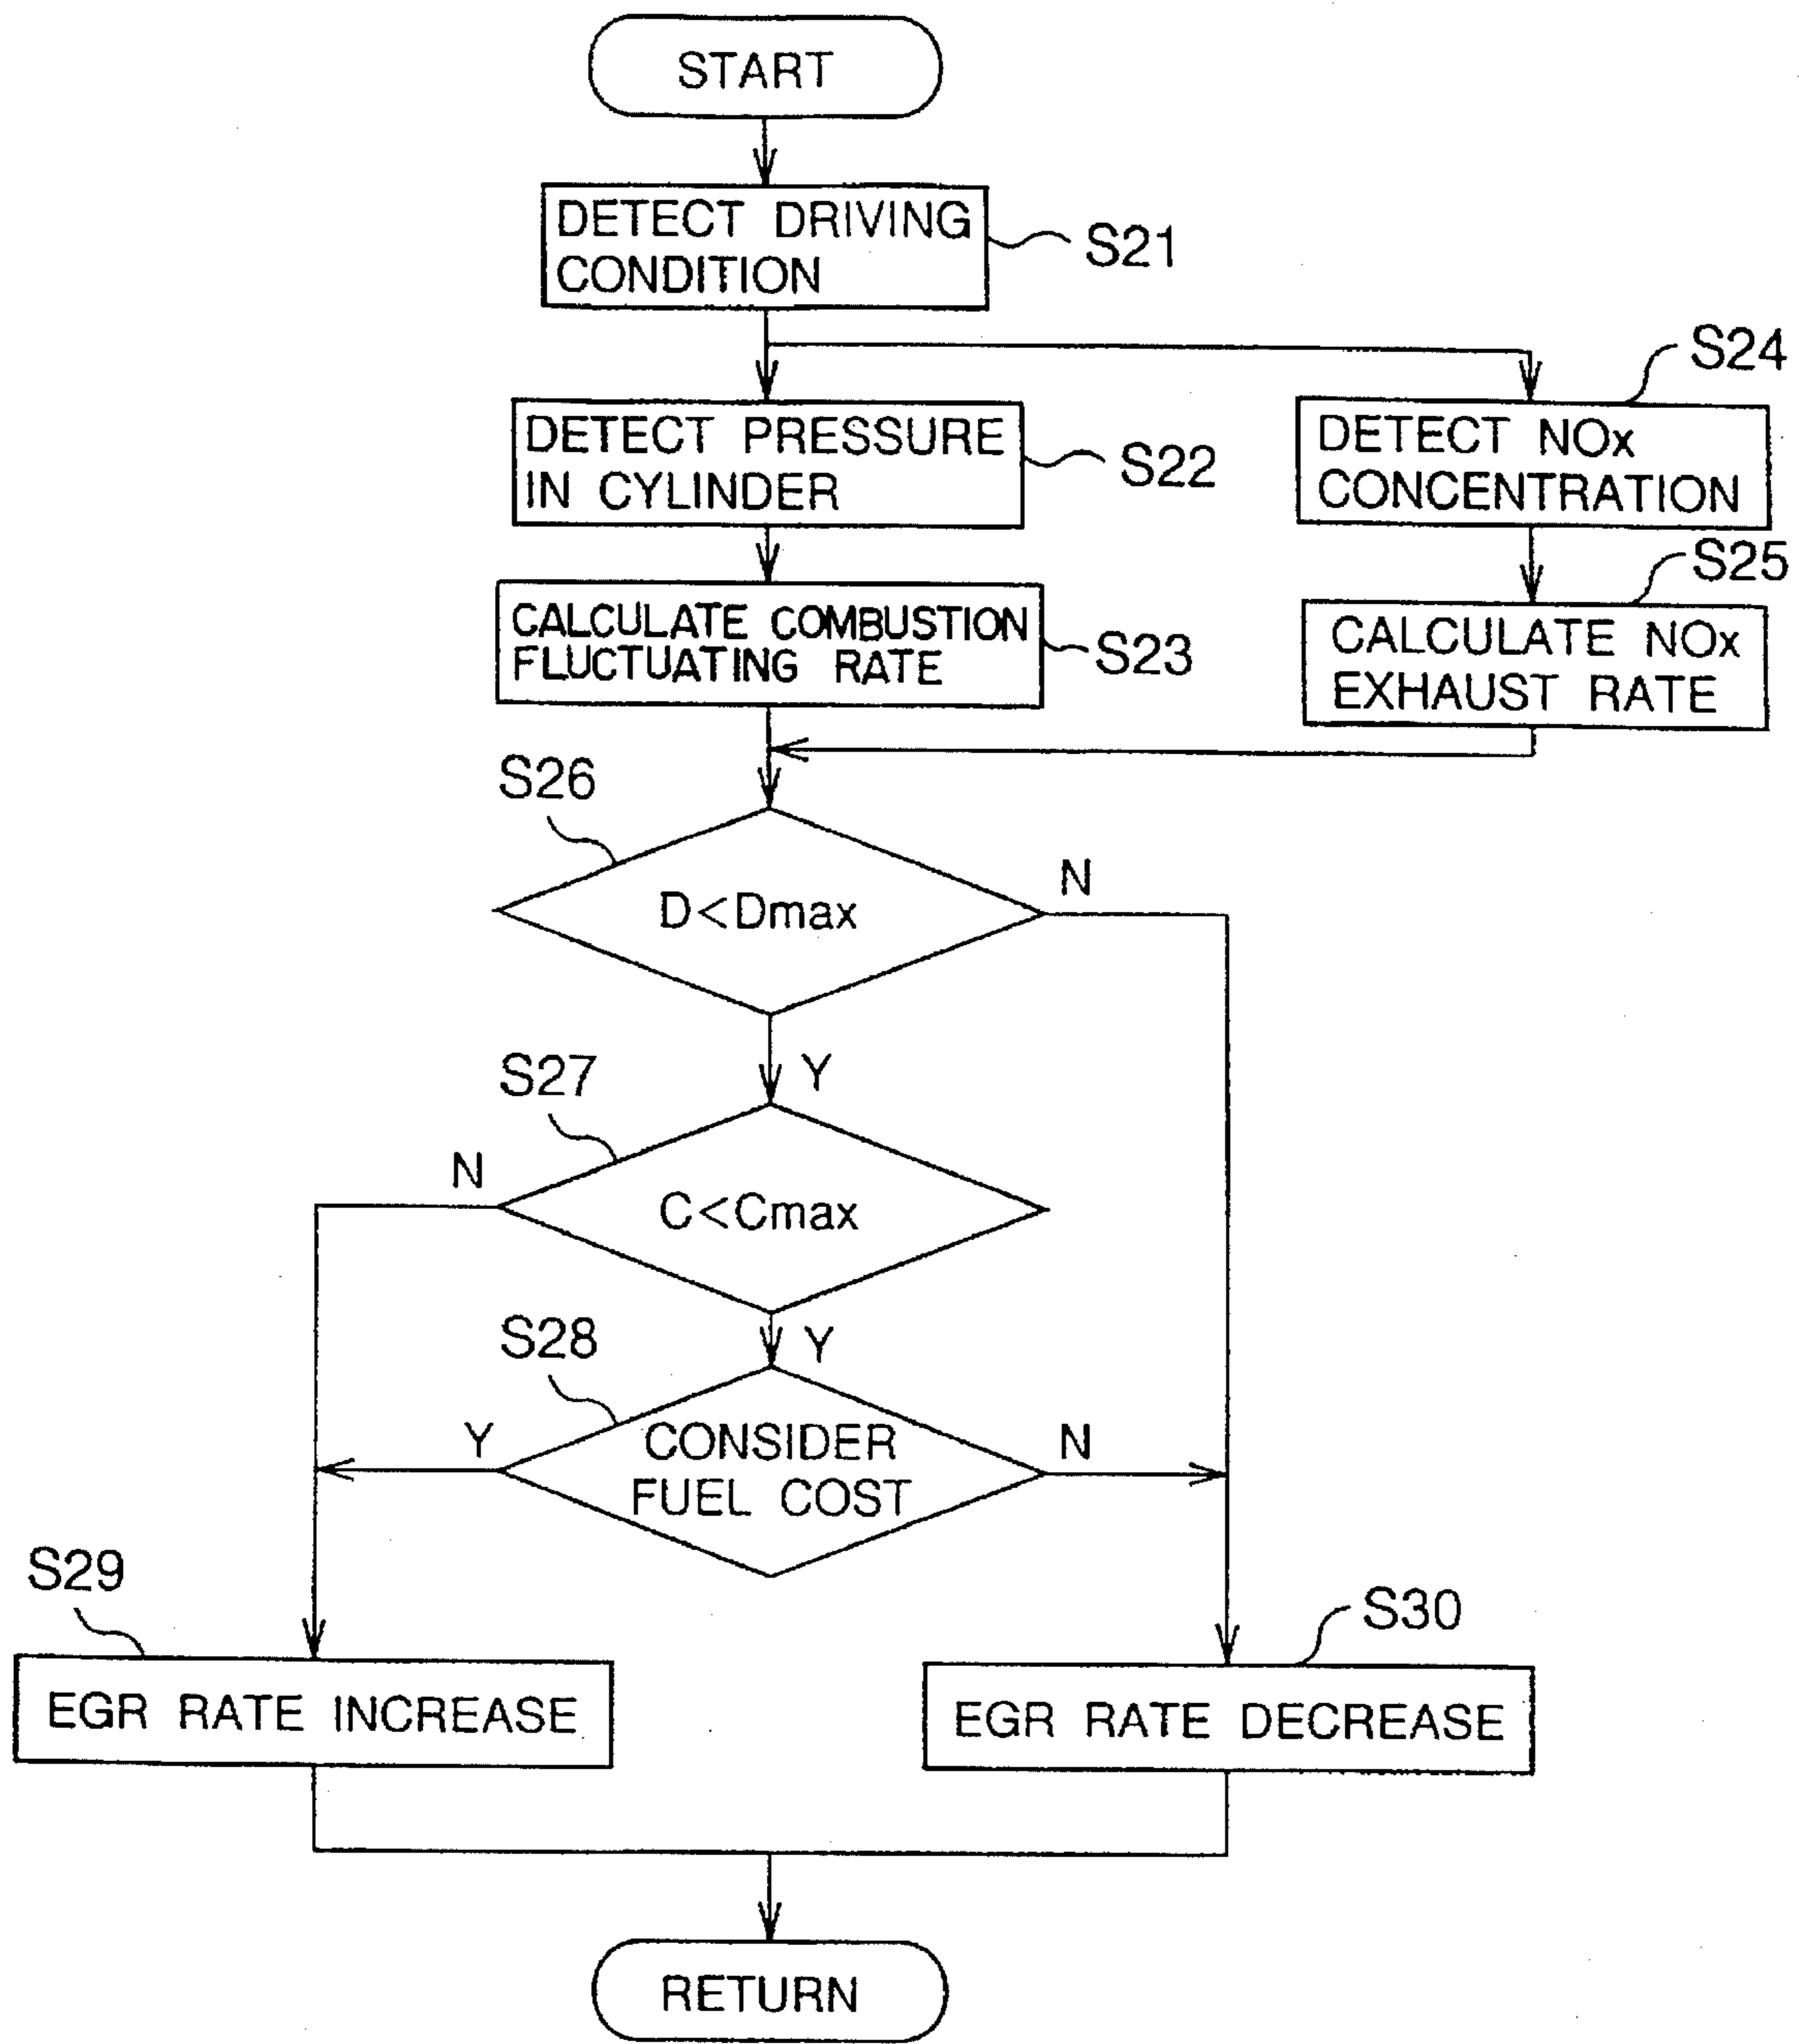 START
DETECT DRIVING
CONDITION
S21
DETECT PRESSURE
IN CYLINDER
S22
S24
DETECT NOx
CONCENTRATION
CALCULATE COMBUSTION
FLUCTUATING RATE
S23
S25
CALCULATE NOx
EXHAUST RATE
S26
D<Dmax
N
Y
S27
N
C<Cmax
Y
S28
Y
CONSIDER
FUEL COST
N
S29
EGR RATE INCREASE
S30
EGR RATE DECREASE
RETURN